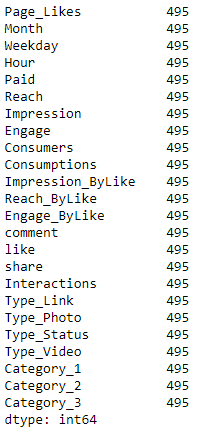 Page_Likes 495
Month 495
Weekday 495
Hour 495
Paid 495
Reach 495
Impression 495
Engage 495
Consumers 495
Consumptions 495
Impression_ByLike 495
Reach_ByLike 495
Engage_ByLike 495
comment 495
like 495
share 495
Interactions 495
Type_Link 495
Type_Photo 495
Type_Status 495
Type_Video 495
Category_1 495
Category_2 495
Category_3 495
dtype: int64